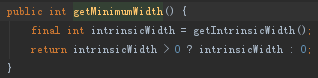 public int getMinimumWidth() {
final int intrinsicWidth = getIntrinsicWidth();
return intrinsicWidth > 0 ? intrinsicWidth : 0;
}